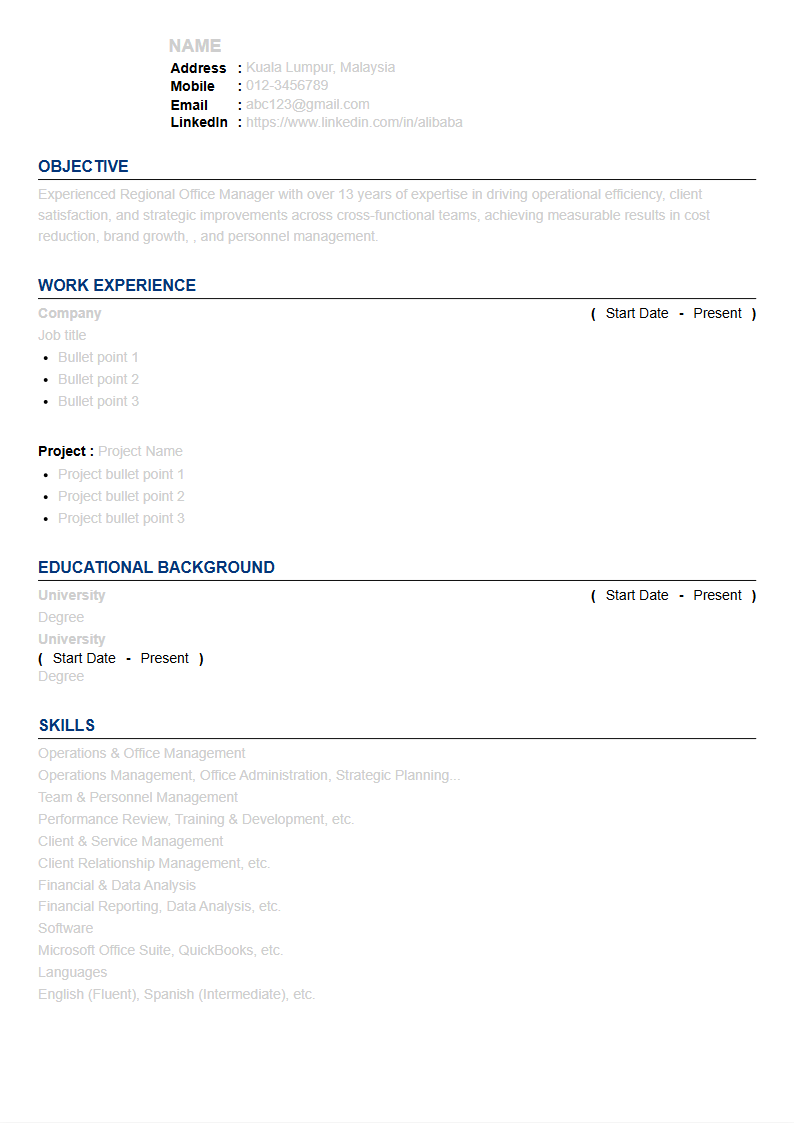 NAME
Address : Kuala Lumpur, Malaysia
Mobile : 012-3456789
Email : abc123@gmail.com
LinkedIn : https://www.linkedin.com/in/alibaba
OBJECTIVE
Experienced Regional Office Manager with over 13 years of expertise in driving operational efficiency, client
satisfaction, and strategic improvements across cross-functional teams, achieving measurable results in cost
reduction, brand growth, , and personnel management.
WORK EXPERIENCE
Company ( Start Date - Present )
Job title
• Bullet point 1
• Bullet point 2
• Bullet point 3
Project : Project Name
• Project bullet point 1
• Project bullet point 2
• Project bullet point 3
EDUCATIONAL BACKGROUND
University ( Start Date - Present )
Degree
University
( Start Date - Present )
Degree
SKILLS
Operations & Office Management
Operations Management, Office Administration, Strategic Planning...
Team & Personnel Management
Performance Review, Training & Development, etc.
Client & Service Management
Client Relationship Management, etc.
Financial & Data Analysis
Financial Reporting, Data Analysis, etc.
Software
Microsoft Office Suite, QuickBooks, etc.
Languages
English (Fluent), Spanish (Intermediate), etc.